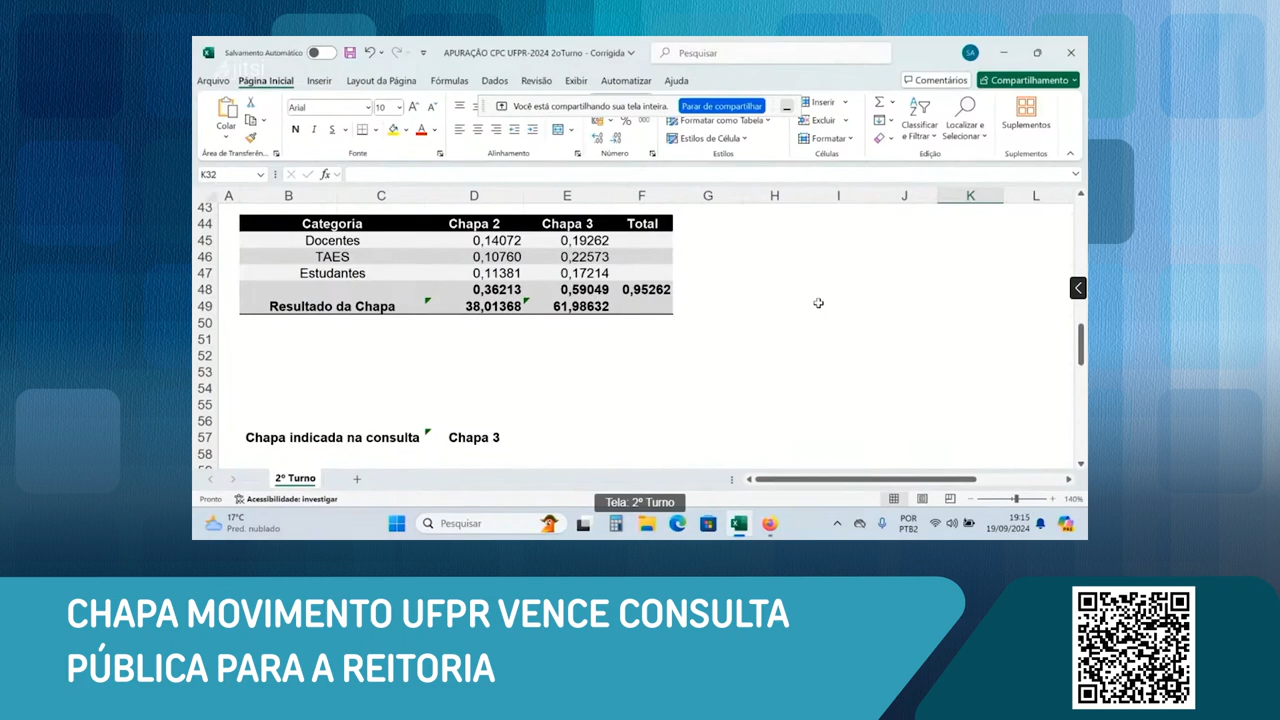 Salvamento Automático
APURAÇÃO CPC UFPR-2024 2oTurno - Corrigida
Pesquisar
SA
jitsi
Arquivo Página Inicial Inserir Layout da Página Fórmulas Dados Revisão Exibir Automatizar Ajuda
Comentários
Compartilhamento
Você está compartilhando sua tela inteira. Parar de compartilhar
Colar
Arial 10
N I S
Formatar como Tabela
Estilos de Célula
Inserir
Excluir
Formatar
Classificar
e Filtrar
Localizar e
Selecionar
Suplementos
Área de Transferên... Fonte Alinhamento Número Estilos Células Edição Suplementos
K32 fx
A B C D E F G H I J K L
43
44 Categoria Chapa 2 Chapa 3 Total
45 Docentes 0,14072 0,19262
46 TAES 0,10760 0,22573
47 Estudantes 0,11381 0,17214
48 0,36213 0,59049 0,95262
49 Resultado da Chapa 38,01368 61,98632
50
51
52
53
54
55
56
57 Chapa indicada na consulta Chapa 3
58
2º Turno
Pronto Acessibilidade: investigar
Tela: 2º Turno
140%
17°C
Pred. nublado
Pesquisar
POR
PTB2
19:15
19/09/2024
CHAPA MOVIMENTO UFPR VENCE CONSULTA
PÚBLICA PARA A REITORIA